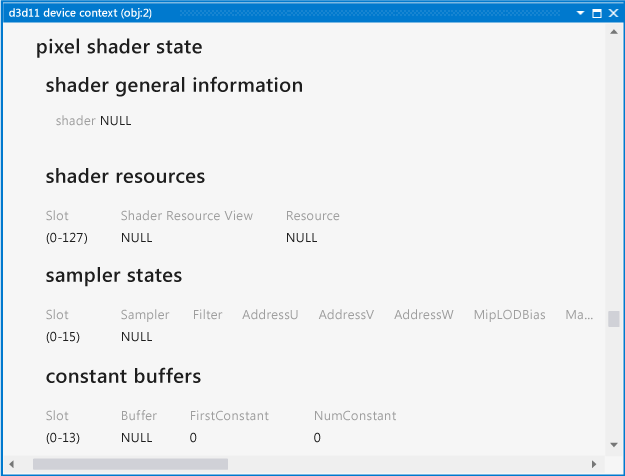 d3d11 device context (obj:2)
pixel shader state
shader general information
shader NULL
shader resources
Slot Shader Resource View Resource
(0-127) NULL NULL
sampler states
Slot Sampler Filter AddressU AddressV AddressW MipLODBias Ma...
(0-15) NULL
constant buffers
Slot Buffer FirstConstant NumConstant
(0-13) NULL 0 0